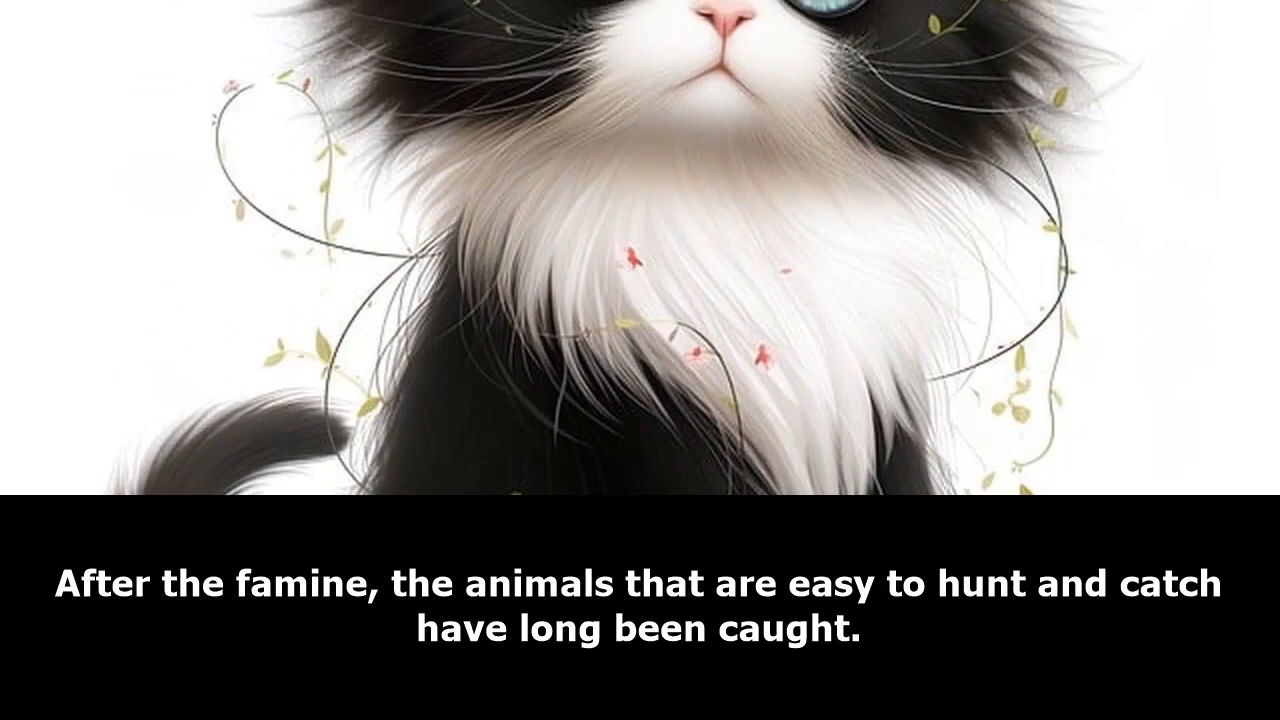 After the famine, the animals that are easy to hunt and catch
have long been caught.